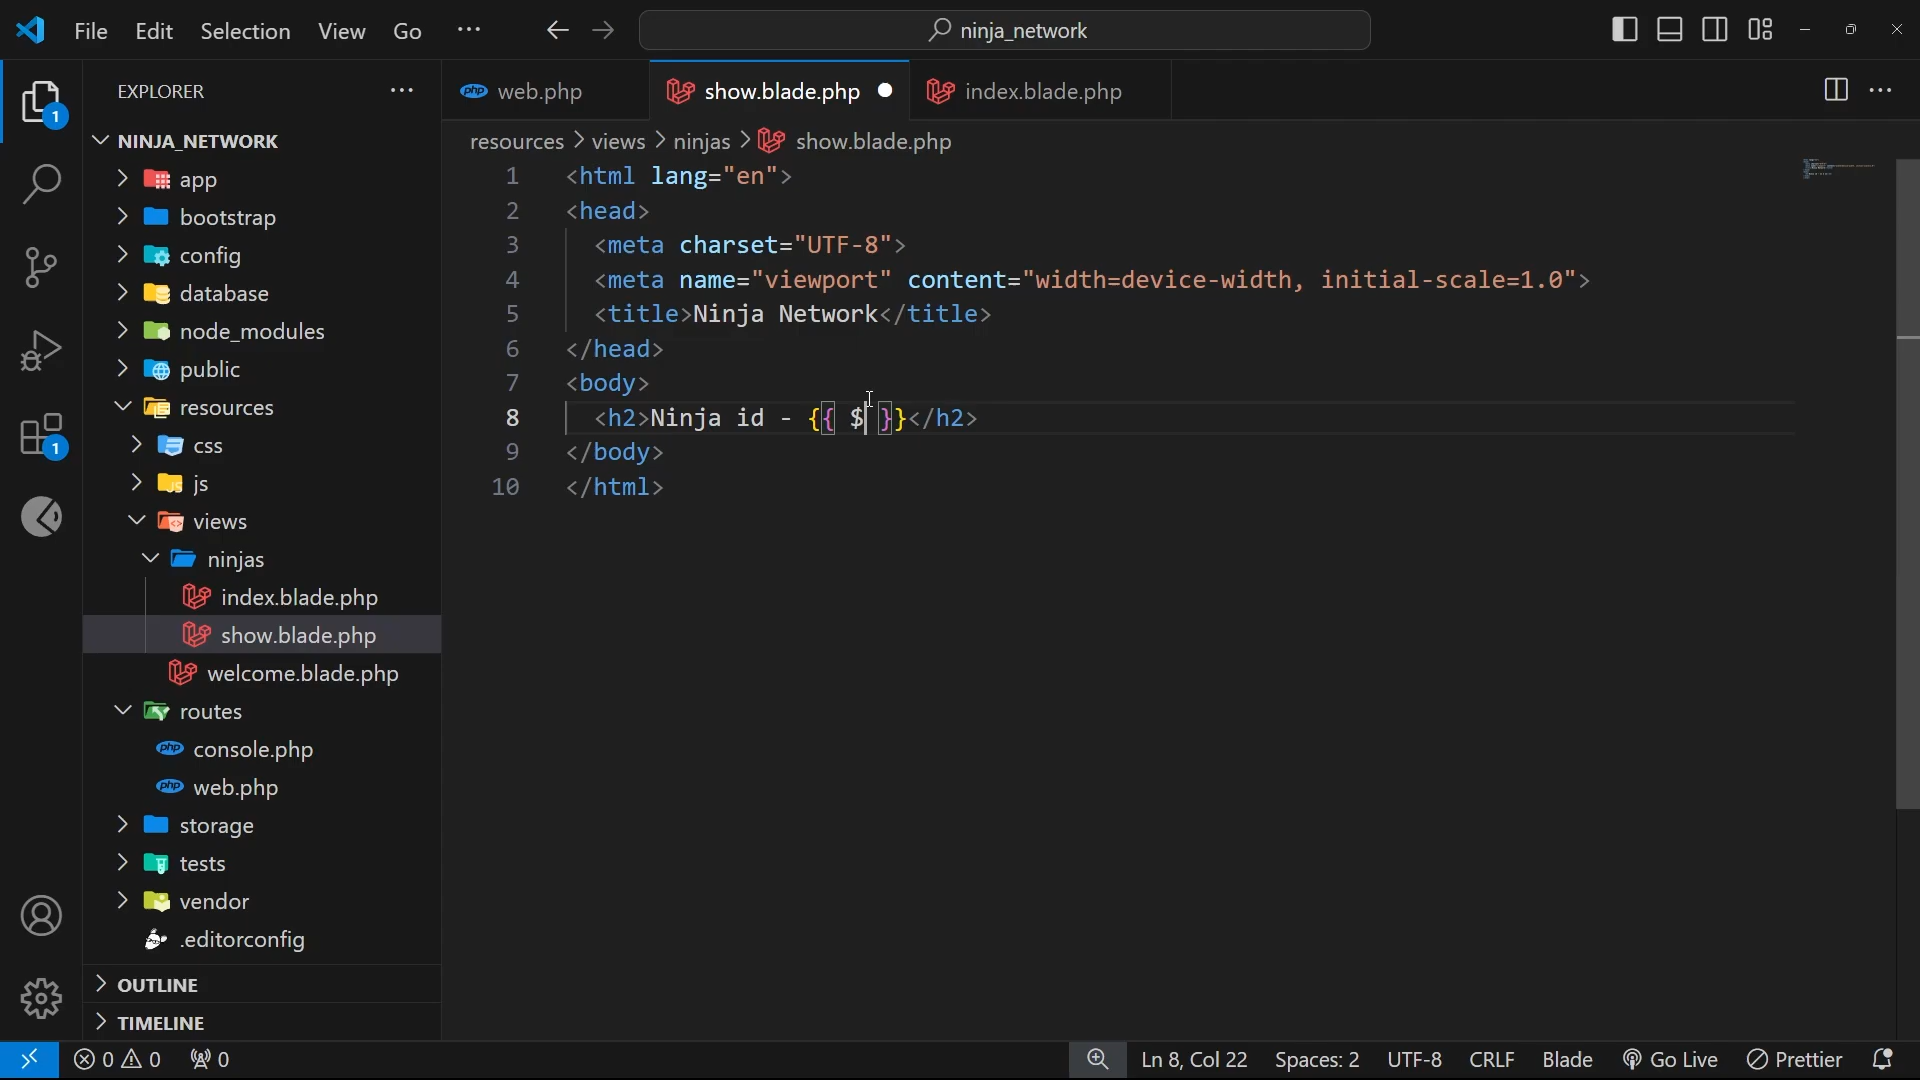 File Edit Selection View Go ninja_network
EXPLORER
web.php show.blade.php index.blade.php
NINJA_NETWORK
resources > views > ninjas > show.blade.php
app
bootstrap
config
database
node_modules
public
resources
css
js
views
ninjas
index.blade.php
show.blade.php
welcome.blade.php
routes
php console.php
php web.php
storage
tests
vendor
.editorconfig
OUTLINE
TIMELINE
1
1
1 <html lang="en">
2 <head>
3 <meta charset="UTF-8">
4 <meta name="viewport" content="width=device-width, initial-scale=1.0">
5 <title>Ninja Network</title>
6 </head>
7 <body>
8 <h2>Ninja id - {{ $ }}</h2>
9 </body>
10 </html>
0 0 0 Ln 8, Col 22 Spaces: 2 UTF-8 CRLF Blade Go Live Prettier